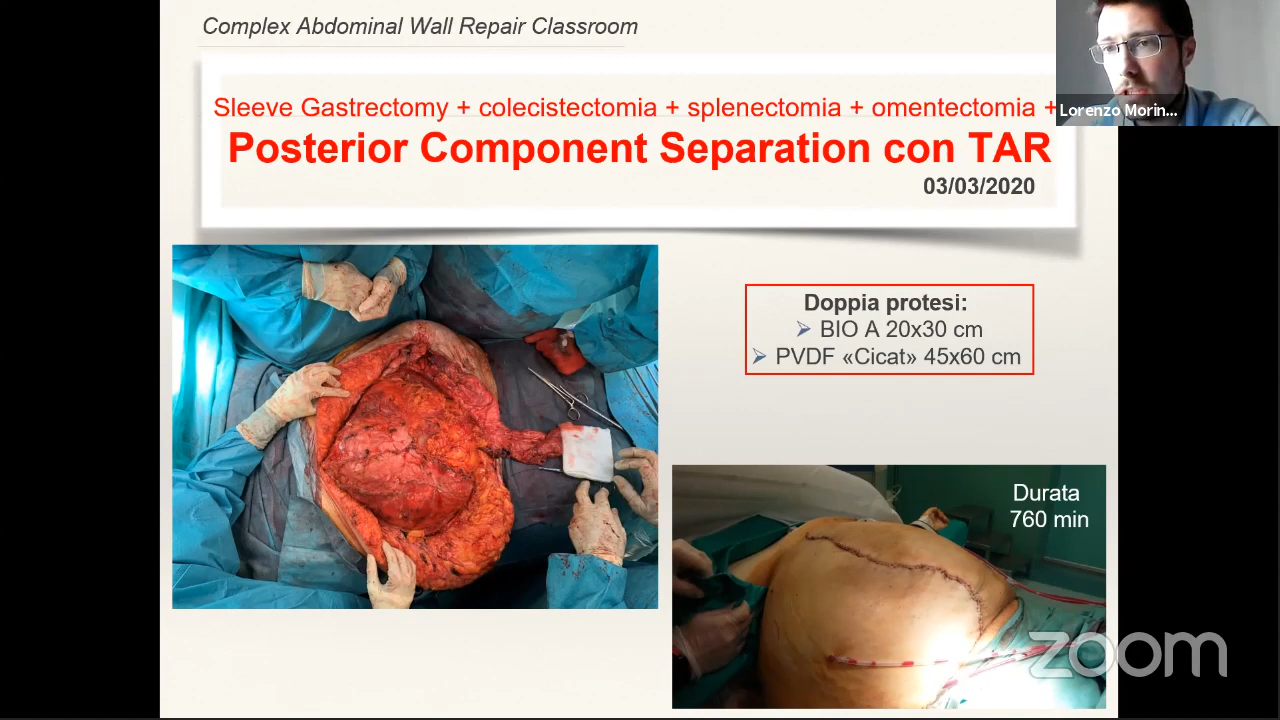 Complex Abdominal Wall Repair Classroom
Sleeve Gastrectomy + colecistectomia + splenectomia + omentectomia +
Lorenzo Morin...
Posterior Component Separation con TAR
03/03/2020
Doppia protesi:
BIO A 20x30 cm
PVDF «Cicat» 45x60 cm
Durata
760 min
zoom